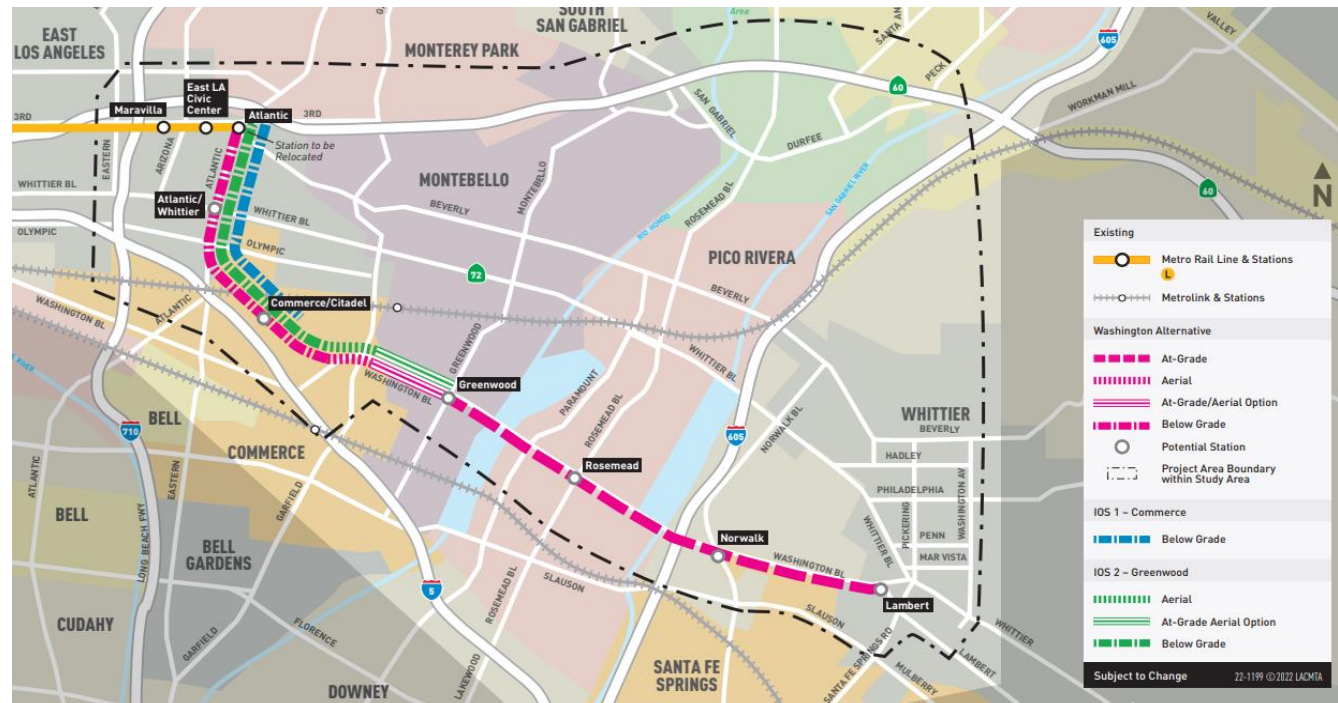 EAST
LOS ANGELES
MONTEREY PARK
SOUTH
SAN GABRIEL
Area
SANTA AN
PECK
VALLEY
605
WORKMAN MILL
60
3RD
Maravilla
East LA
Civic
Center
Atlantic
3RD
Station to be
Relocated
SAN GABRIEL
DURFEE
EASTERN
ARIZONA
ATLANTIC
WHITTIER BL
MONTEBELLO
MONTEBELLO
BEVERLY
ROSEMEAD BL
RIO HONDO
SAN GABRIEL RIVER
60
N
Atlantic/
Whittier
WHITTIER BL
OLYMPIC
OLYMPIC
72
PICO RIVERA
BEVERLY
WASHINGTON BL
ATLANTIC
Commerce/Citadel
GREENWOOD
WHITTIER BL
WASHINGTON BL
Greenwood
PARAMOUNT
ROSEMEAD BL
RIVER
BELL
710
COMMERCE
605
NORWALK BL
WHITTIER
BEVERLY
HADLEY
PHILADELPHIA
WASHINGTON AV
PICKERING
PENN
MAR VISTA
WHITTIER BL
ATLANTIC
EASTERN
GARFIELD
Rosemead
BELL
BELL
GARDENS
LONG BEACH FWY
Norwalk
WASHINGTON BL
Lambert
SLAUSON
SLAUSON
ROSEMEAD BL
5
CUDAHY
GARFIELD
FLORENCE
DOWNEY
LAKEWOOD
SANTA FE
SPRINGS
SANTA FE SPRINGS RD
MULBERRY
LAMBERT
WHITTIER
Existing
Metro Rail Line & Stations
L
Metrolink & Stations
Washington Alternative
At-Grade
Aerial
At-Grade/Aerial Option
Below Grade
Potential Station
Project Area Boundary
within Study Area
IOS 1 – Commerce
Below Grade
IOS 2 – Greenwood
Aerial
At-Grade Aerial Option
Below Grade
Subject to Change
22-1199 ©2022 LACMTA